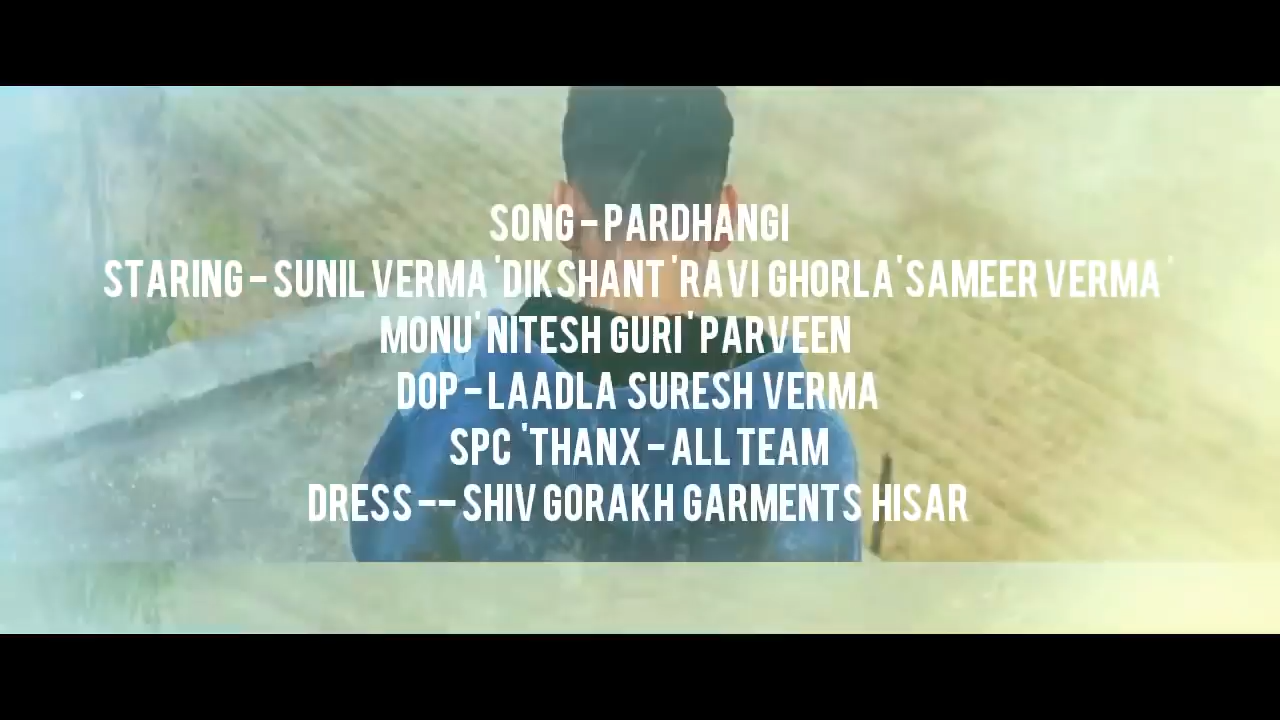 SONG - PARDHANGI
STARING - SUNIL VERMA 'DIKSHANT 'RAVI GHORLA'SAMEER VERMA '
MONU' NITESH GURI' PARVEEN
DOP - LAADLA SURESH VERMA
SPC 'THANX - ALL TEAM
DRESS -- SHIV GORAKH GARMENTS HISAR